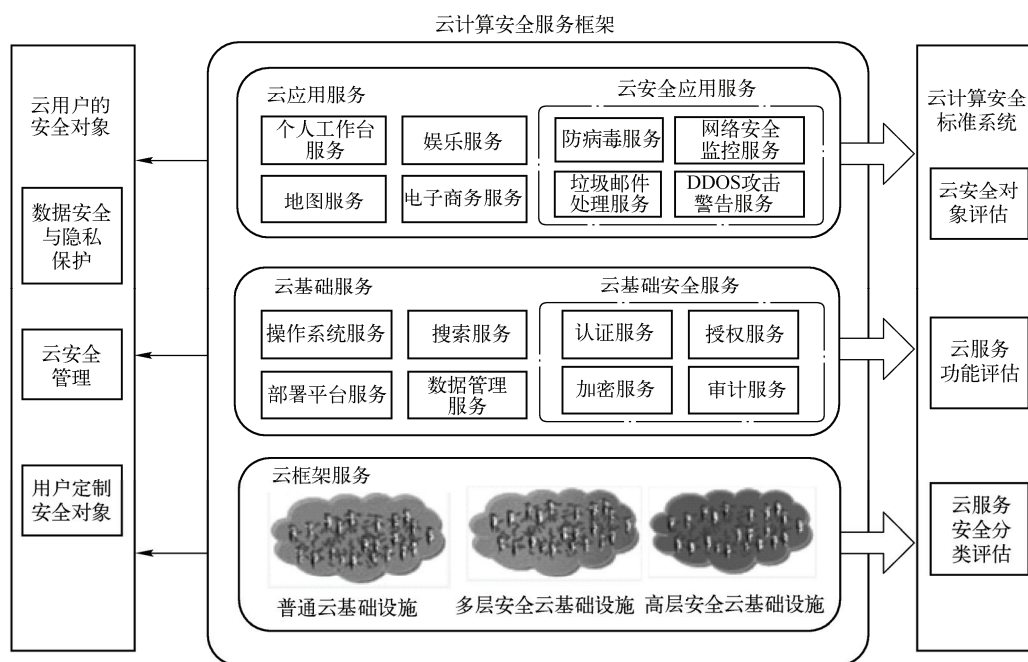 云计算安全服务框架
云用户的
安全对象
数据安全
与隐私
保护
云安全
管理
用户定制
安全对象
云应用服务
个人工作台
服务
娱乐服务
地图服务
电子商务服务
云安全应用服务
防病毒服务
网络安全
监控服务
垃圾邮件
处理服务
DDOS攻击
警告服务
云基础服务
操作系统服务
搜索服务
部署平台服务
数据管理
服务
云基础安全服务
认证服务
授权服务
加密服务
审计服务
云框架服务
普通云基础设施
多层安全云基础设施
高层安全云基础设施
云计算安全
标准系统
云安全对
象评估
云服务
功能评估
云服务
安全分
类评估